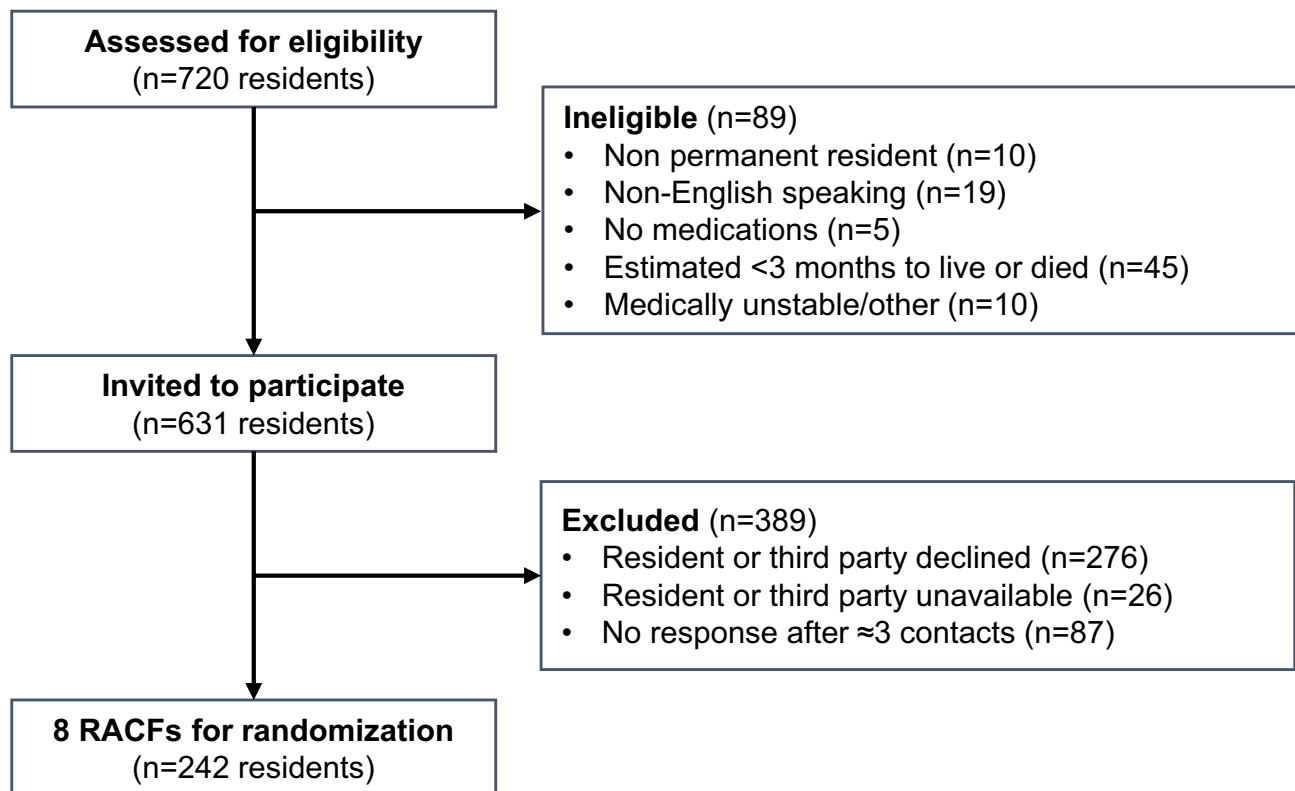 Assessed for eligibility
(n=720 residents)
Ineligible (n=89)
• Non permanent resident (n=10)
• Non-English speaking (n=19)
• No medications (n=5)
• Estimated <3 months to live or died (n=45)
• Medically unstable/other (n=10)
Invited to participate
(n=631 residents)
Excluded (n=389)
• Resident or third party declined (n=276)
• Resident or third party unavailable (n=26)
• No response after ≈3 contacts (n=87)
8 RACFs for randomization
(n=242 residents)